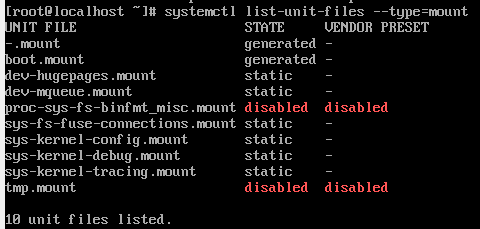 [root@localhost ~]# systemctl list-unit-files --type=mount
UNIT FILE STATE VENDOR PRESET
-.mount generated -
boot.mount generated -
dev-hugepages.mount static -
dev-mqueue.mount static -
proc-sys-fs-binfmt_misc.mount disabled disabled
sys-fs-fuse-connections.mount static -
sys-kernel-config.mount static -
sys-kernel-debug.mount static -
sys-kernel-tracing.mount static -
tmp.mount disabled disabled
10 unit files listed.